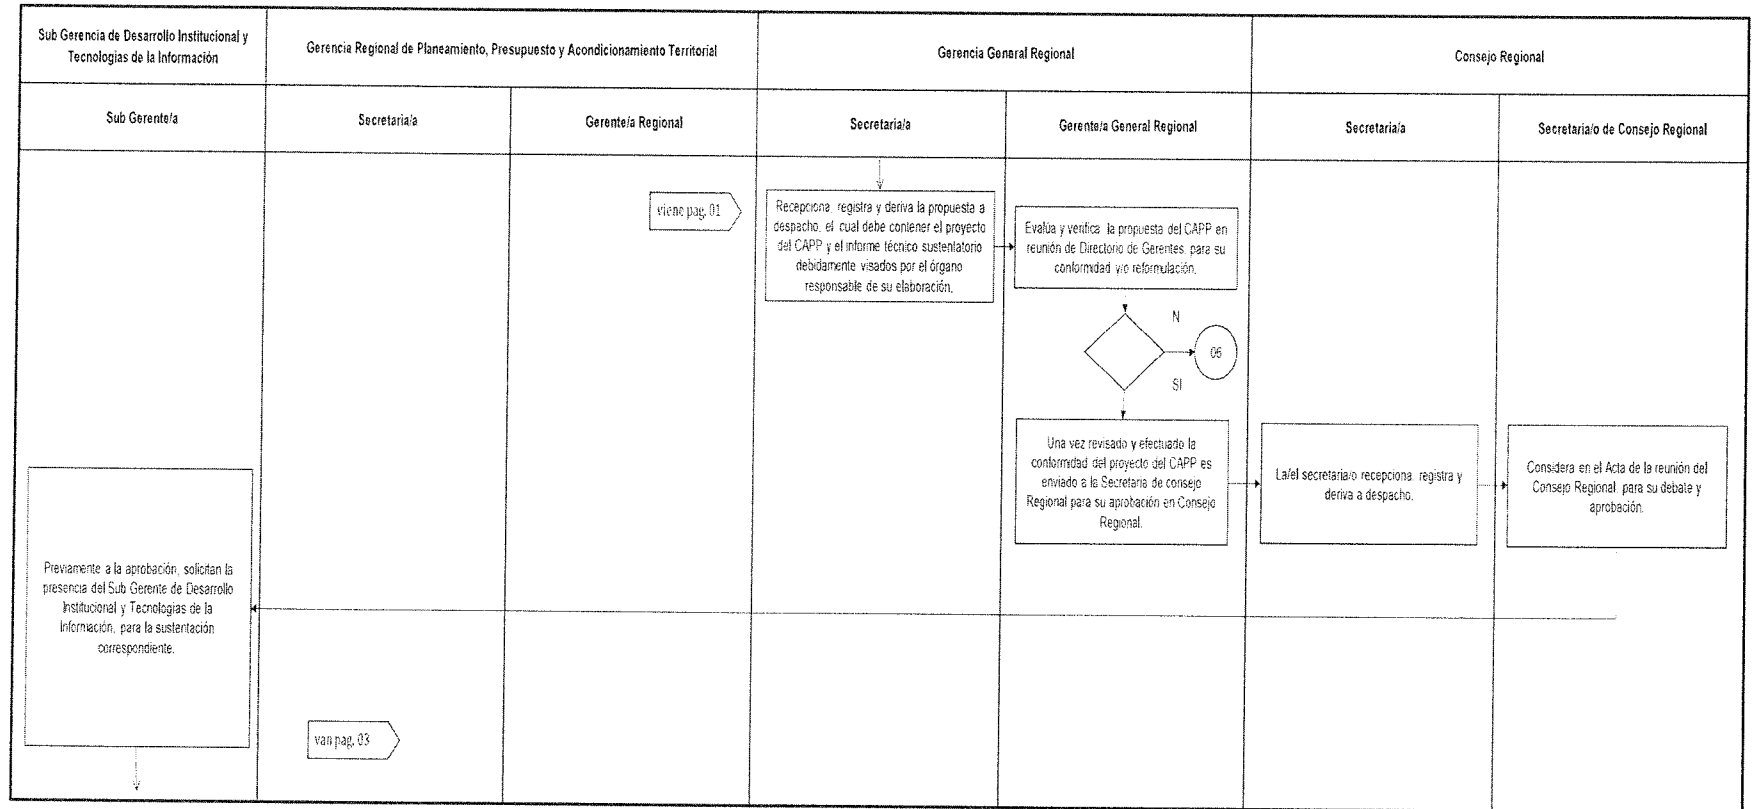 Sub Gerencia de Desarrollo Institucional y
Tecnologias de la Información
Gerencia Regional de Planeamiento, Presupuesto y Acondicionamiento Territorial
Gerencia General Regional
Consejo Regional
Sub Gerente/a
Secretaria/a
Gerente/a Regional
Secretaria/a
Gerente/a General Regional
Secretaria/a
Secretaria/o de Consejo Regional
viene pag. 01
Recepciona, registra y deriva la propuesta a
despacho, el cual debe contener el proyecto
del CAPP y el informe técnico sustentatorio
debidamente visados por el órgano
responsable de su elaboración.
Evalúa y verifica la propuesta del CAPP en
reunión de Directorio de Gerentes, para su
conformidad y/o reformulación.
N
06
SI
Una vez revisado y efectuado la
conformidad del proyecto del CAPP es
enviado a la Secretaria de consejo
Regional para su aprobación en Consejo
Regional.
La/el secretaria/o recepciona, registra y
deriva a despacho.
Considera en el Acta de la reunión del
Consejo Regional, para su debate y
aprobación.
Previamente a la aprobación, solicitan la
presencia del Sub Gerente de Desarrollo
Institucional y Tecnologias de la
Información, para la sustentación
correspondiente.
van pag. 03